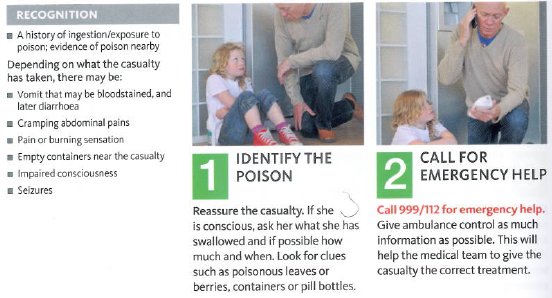 RECOGNITION
■ A history of ingestion/exposure to
poison; evidence of poison nearby
Depending on what the casualty
has taken, there may be:
■ Vomit that may be bloodstained, and
later diarrhoea
■ Cramping abdominal pains
■ Pain or burning sensation
■ Empty containers near the casualty
■ Impaired consciousness
■ Seizures
1 IDENTIFY THE
POISON
Reassure the casualty. If she
is conscious, ask her what she has
swallowed and if possible how
much and when. Look for clues
such as poisonous leaves or
berries, containers or pill bottles.
2 CALL FOR
EMERGENCY HELP
Call 999/112 for emergency help.
Give ambulance control as much
information as possible. This will
help the medical team to give the
casualty the correct treatment.